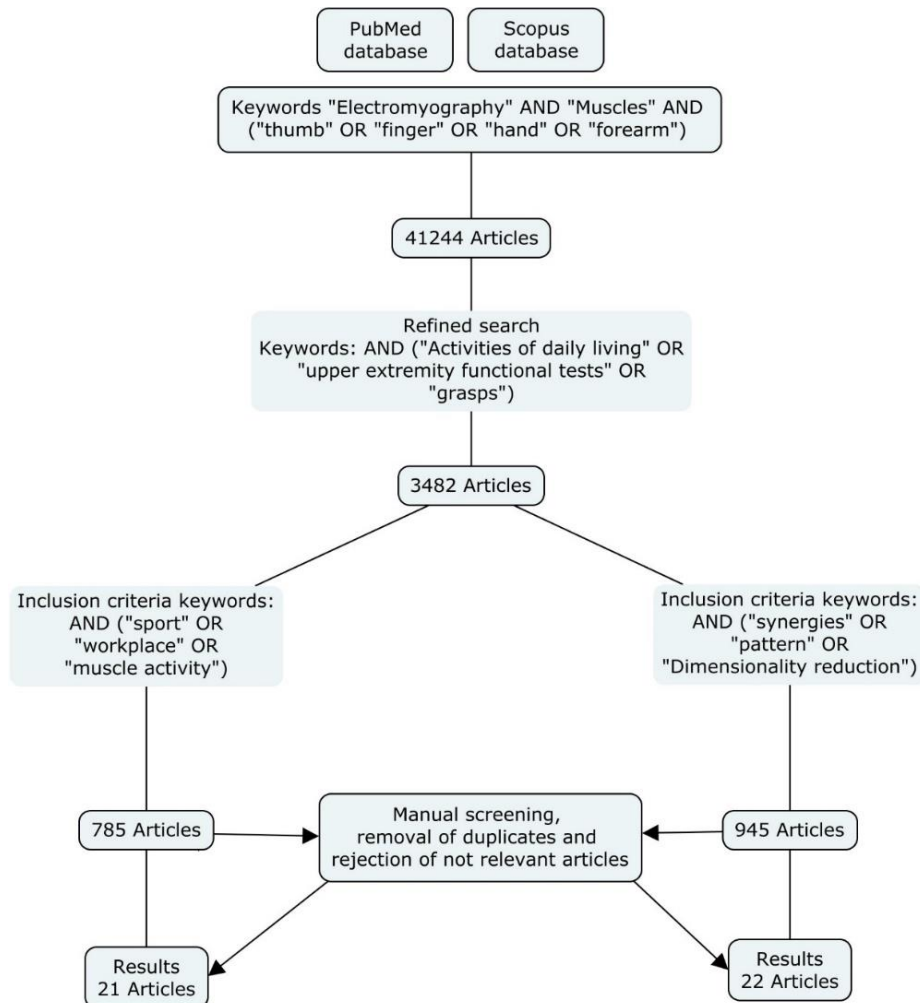 PubMed
database
Scopus
database
Keywords "Electromyography" AND "Muscles" AND
("thumb" OR "finger" OR "hand" OR "forearm")
41244 Articles
Refined search
Keywords: AND ("Activities of daily living" OR
"upper extremity functional tests" OR
"grasps")
3482 Articles
Inclusion criteria keywords:
AND ("sport" OR
"workplace" OR
"muscle activity")
Inclusion criteria keywords:
AND ("synergies" OR
"pattern" OR
"Dimensionality reduction")
785 Articles
Manual screening,
removal of duplicates and
rejection of not relevant articles
945 Articles
Results
21 Articles
Results
22 Articles